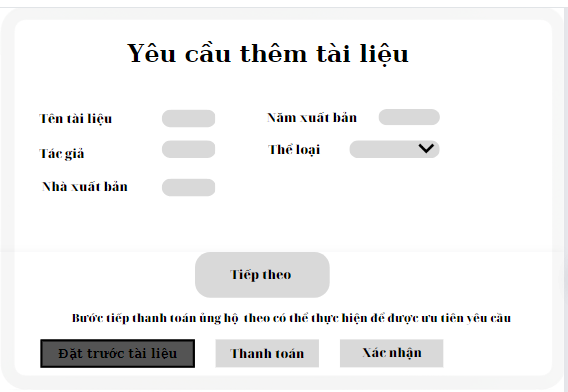 Yêu cầu thêm tài liệu
Tên tài liệu
Năm xuất bản
Tác giả
Thể loại
Nhà xuất bản
Tiếp theo
Bước tiếp thanh toán ủng hộ theo có thể thực hiện để được ưu tiên yêu cầu
Đặt trước tài liệu
Thanh toán
Xác nhận